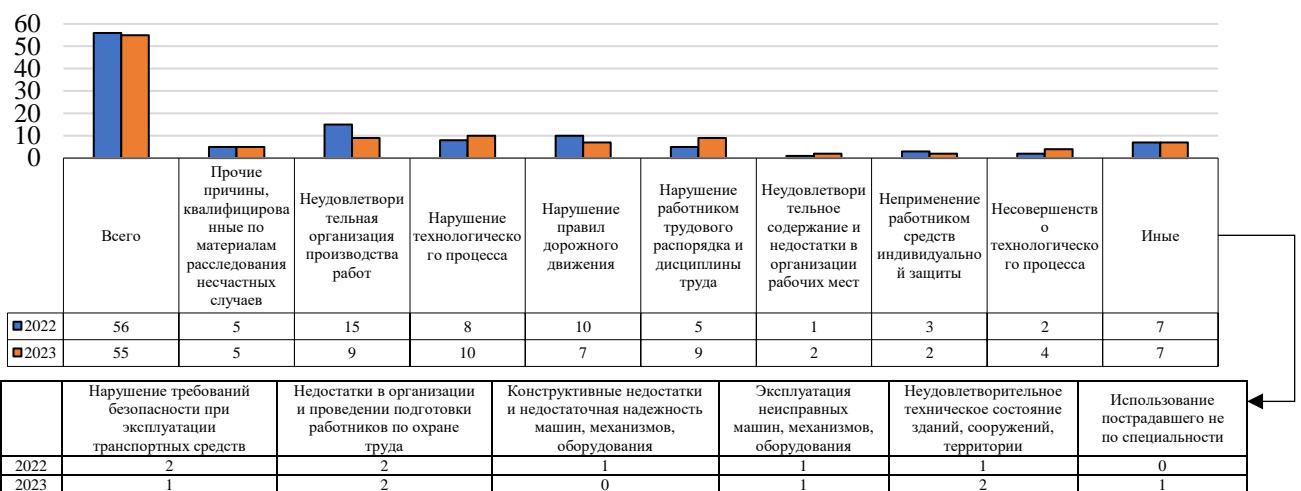 60
50
40
30
20
10
0
Всего
Прочие
причины,
квалифицирова
нные по
материалам
расследования
несчастных
случаев
Неудовлетвори
тельная
организация
производства
работ
Нарушение
технологическо
го процесса
Нарушение
правил
дорожного
движения
Нарушение
работником
трудового
распорядка и
дисциплины
труда
Неудовлетвори
тельное
содержание и
недостатки в
организации
рабочих мест
Неприменение
работником
средств
индивидуально
й защиты
Несовершенств
о
технологическо
го процесса
Иные
2022 56 5 15 8 10 5 1 3 2 7
2023 55 5 9 10 7 9 2 2 4 7
Нарушение требований
безопасности при
эксплуатации
транспортных средств
Недостатки в организации
и проведении подготовки
работников по охране
труда
Конструктивные недостатки
и недостаточная надежность
машин, механизмов,
оборудования
Эксплуатация
неисправных
машин, механизмов,
оборудования
Неудовлетворительное
техническое состояние
зданий, сооружений,
территории
Использование
пострадавшего не
по специальности
2022 2 2 1 1 1 0
2023 1 2 0 1 2 1